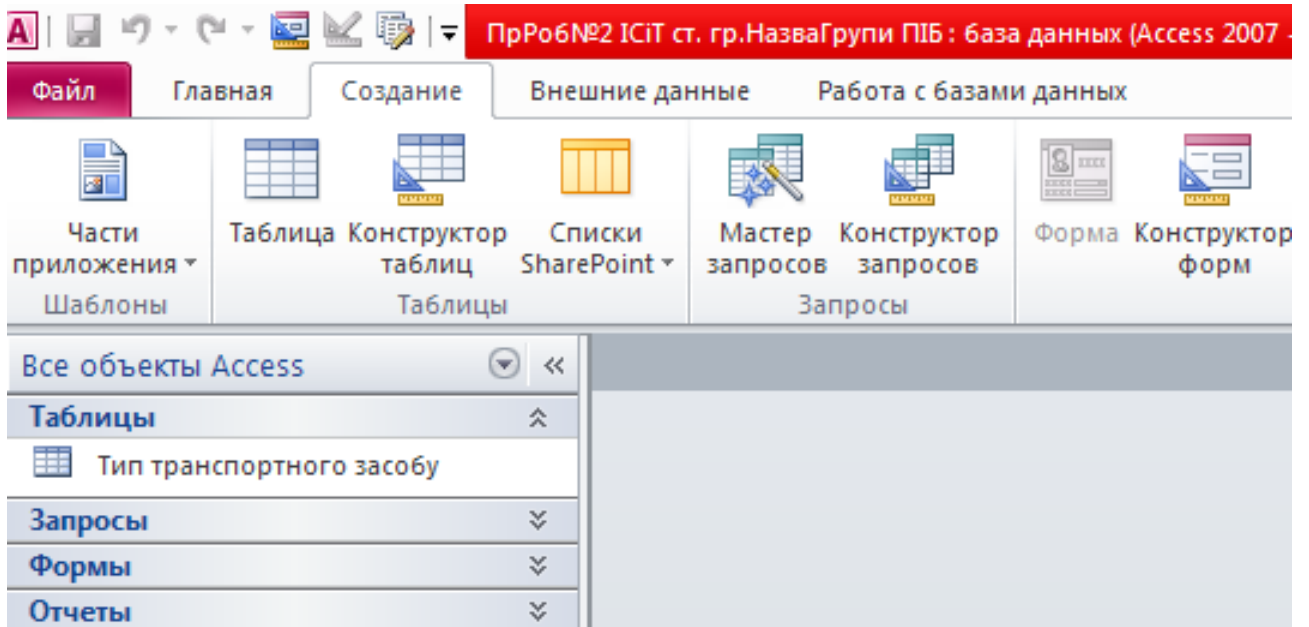 A
ПрРоб№2 ІСіТ ст. гр.НазваГрупи ПІБ : база данных (Access 2007 -
Файл Главная Создание Внешние данные Работа с базами данных
Части приложения
Таблица
Конструктор таблиц
Списки SharePoint
Мастер запросов
Конструктор запросов
Форма
Конструктор форм
Шаблоны Таблицы Запросы
Все объекты Access
Таблицы
Тип транспортного засобу
Запросы
Формы
Отчеты